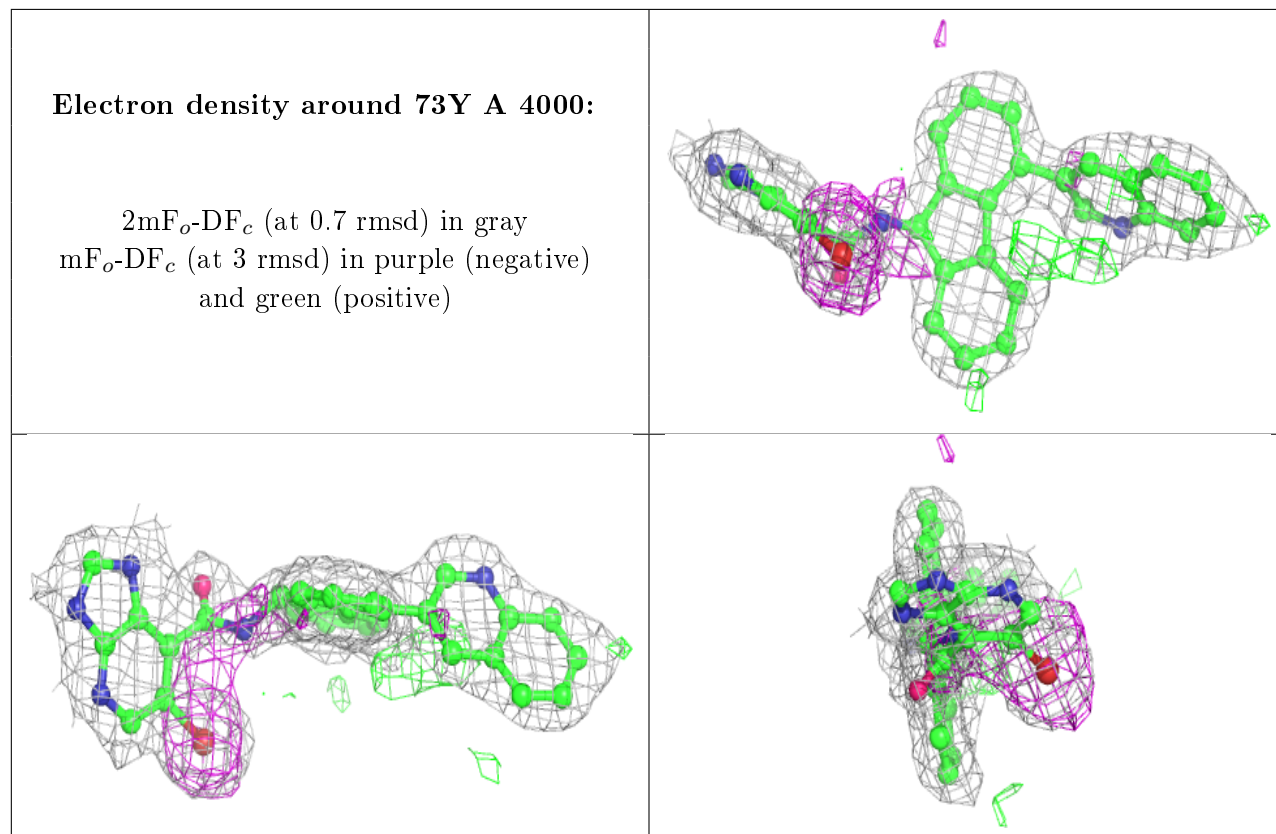 Electron density around 73Y A 4000:
2mFo-DFc (at 0.7 rmsd) in gray
mFo-DFc (at 3 rmsd) in purple (negative)
and green (positive)